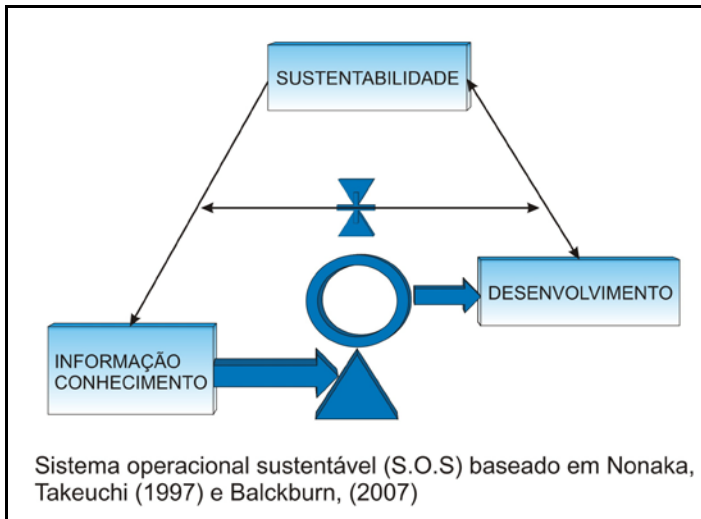 SUSTENTABILIDADE
DESENVOLVIMENTO
INFORMAÇÃO
CONHECIMENTO
Sistema operacional sustentável (S.O.S) baseado em Nonaka,
Takeuchi (1997) e Balckburn, (2007)